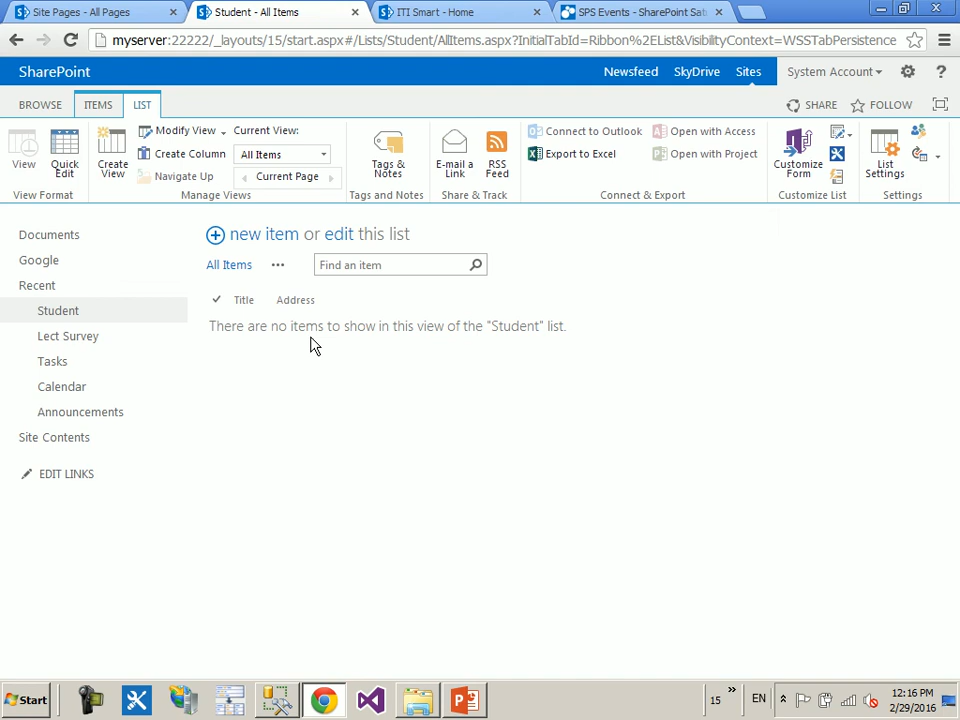 Site Pages - All Pages
Student - All Items
ITI Smart - Home
SPS Events - SharePoint Sat
myserver:22222/_layouts/15/start.aspx#/Lists/Student/AllItems.aspx?InitialTabId=Ribbon%2EList&VisibilityContext=WSSTabPersistence
SharePoint
Newsfeed
SkyDrive
Sites
System Account
?
BROWSE
ITEMS
LIST
SHARE
FOLLOW
View
Quick Edit
View Format
Create View
Modify View
Create Column
Navigate Up
Current View:
All Items
Current Page
Manage Views
Tags & Notes
Tags and Notes
E-mail a Link
RSS Feed
Share & Track
Connect to Outlook
Export to Excel
Open with Access
Open with Project
Connect & Export
Customize Form
Customize List
List Settings
Settings
Documents
Google
Recent
Student
Lect Survey
Tasks
Calendar
Announcements
Site Contents
EDIT LINKS
new item or edit this list
All Items
Find an item
Title Address
There are no items to show in this view of the "Student" list.
Start
15
EN
12:16 PM
2/29/2016